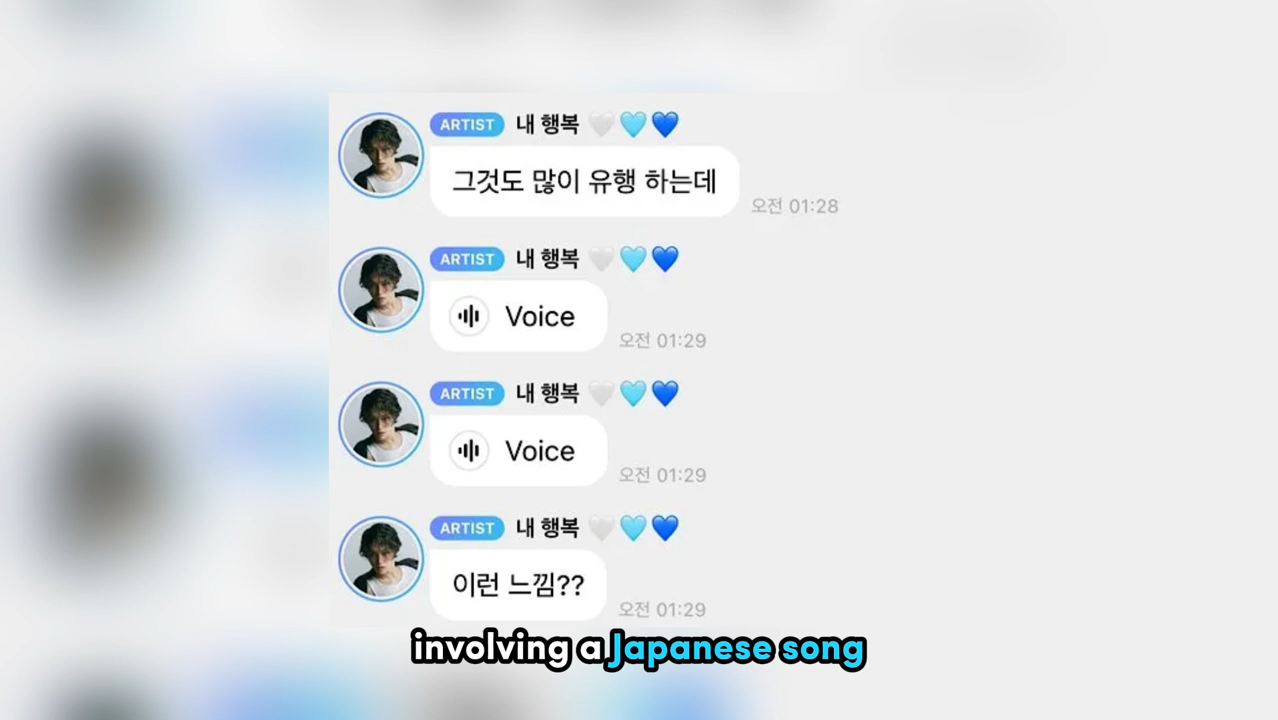 ARTIST 내 행복 🤍🩵💙
그것도 많이 유행 하는데
오전 01:28
ARTIST 내 행복 🤍🩵💙
Voice
오전 01:29
ARTIST 내 행복 🤍🩵💙
Voice
오전 01:29
ARTIST 내 행복 🤍🩵💙
이런 느낌??
오전 01:29
involving a Japanese song